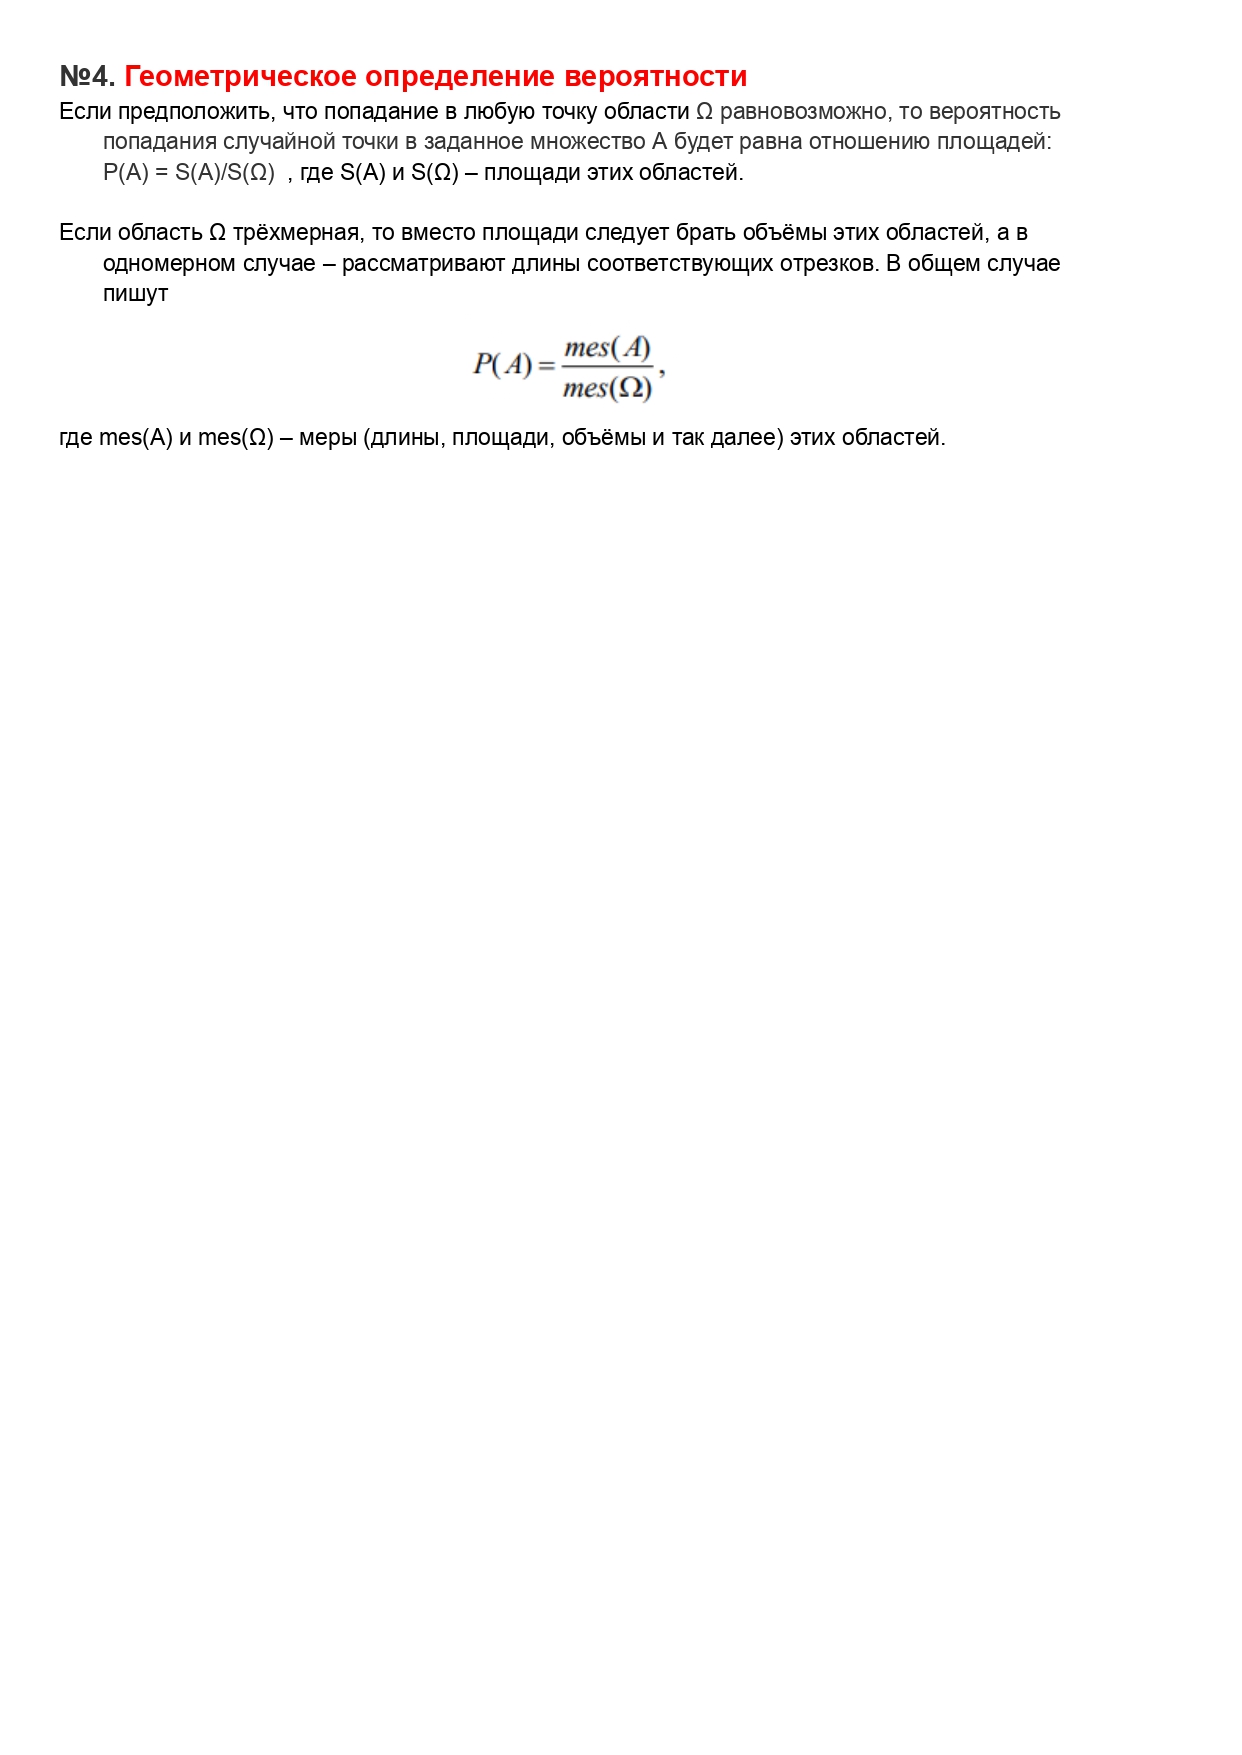 №4. Геометрическое определение вероятности
Если предположить, что попадание в любую точку области Ω равновозможно, то вероятность
попадания случайной точки в заданное множество А будет равна отношению площадей:
P(A) = S(A)/S(Ω)  , где S(A) и S(Ω) – площади этих областей.
Если область Ω трёхмерная, то вместо площади следует брать объёмы этих областей, а в
одномерном случае – рассматривают длины соответствующих отрезков. В общем случае
пишут
P(A) = mes(A) / mes(Ω) ,
где mes(A) и mes(Ω) – меры (длины, площади, объёмы и так далее) этих областей.